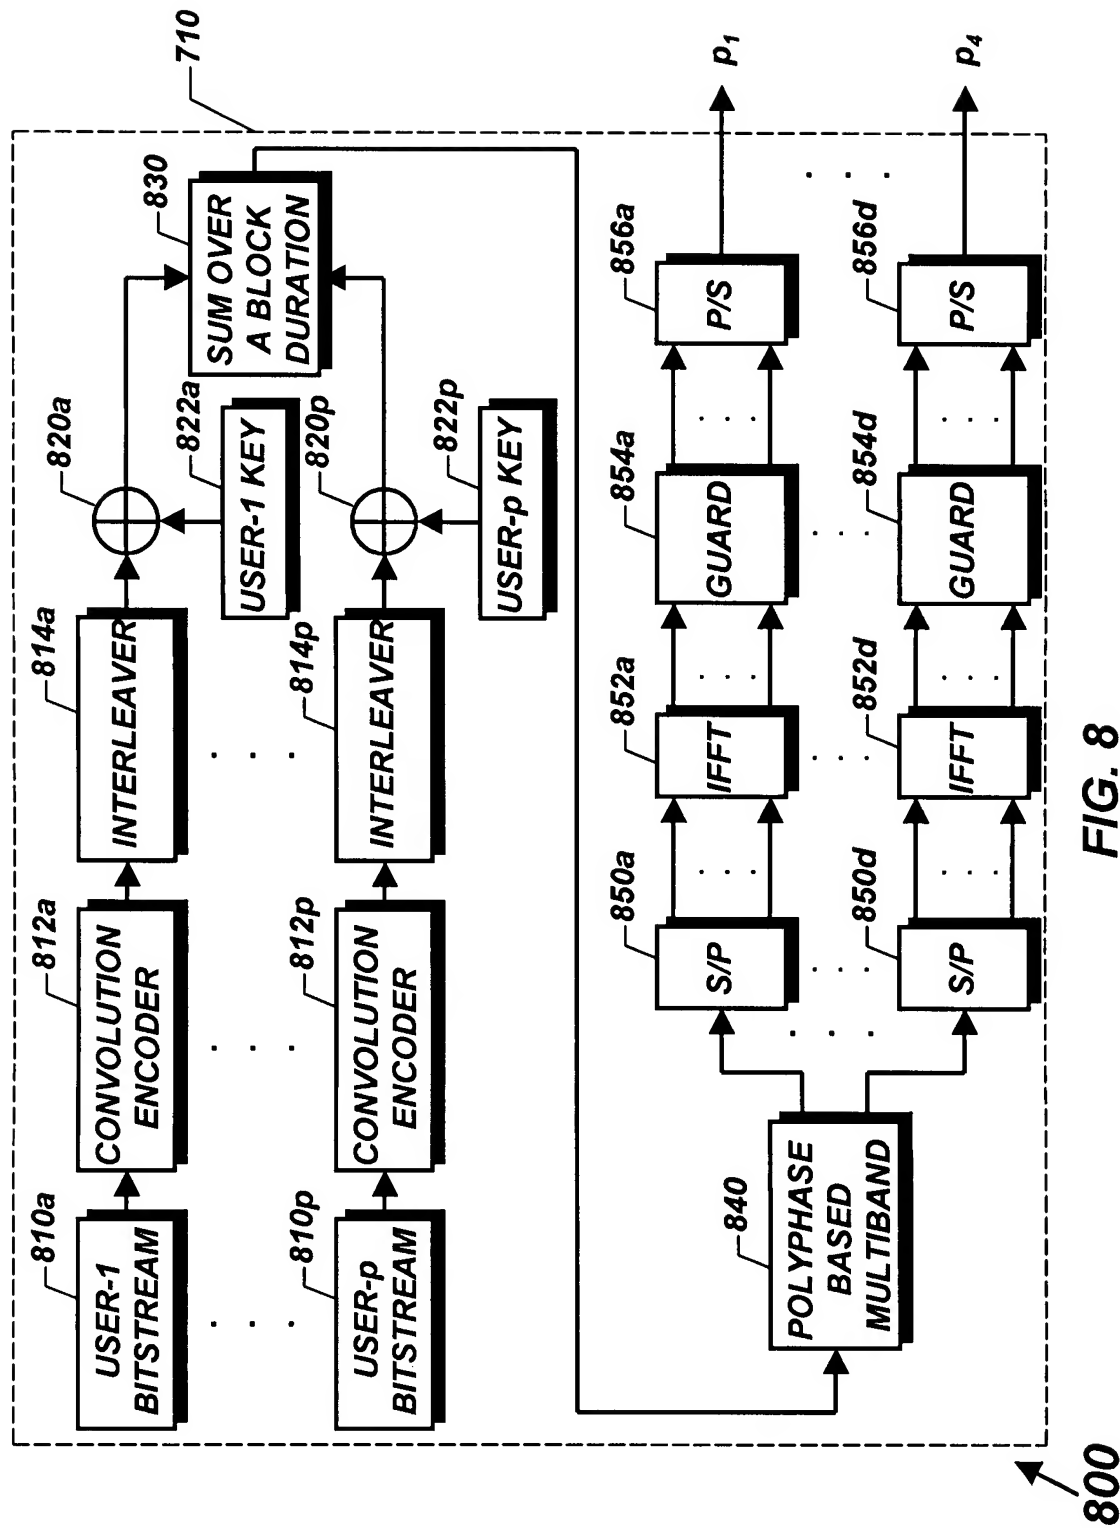 710
810a
USER-1
BITSTREAM
812a
CONVOLUTION
ENCODER
814a
INTERLEAVER
820a
822a
USER-1 KEY
830
SUM OVER
A BLOCK
DURATION
810p
USER-p
BITSTREAM
812p
CONVOLUTION
ENCODER
814p
INTERLEAVER
820p
822p
USER-p KEY
840
POLYPHASE
BASED
MULTIBAND
850a
S/P
852a
IFFT
854a
GUARD
856a
P/S
p1
850d
S/P
852d
IFFT
854d
GUARD
856d
P/S
p4
800
FIG. 8